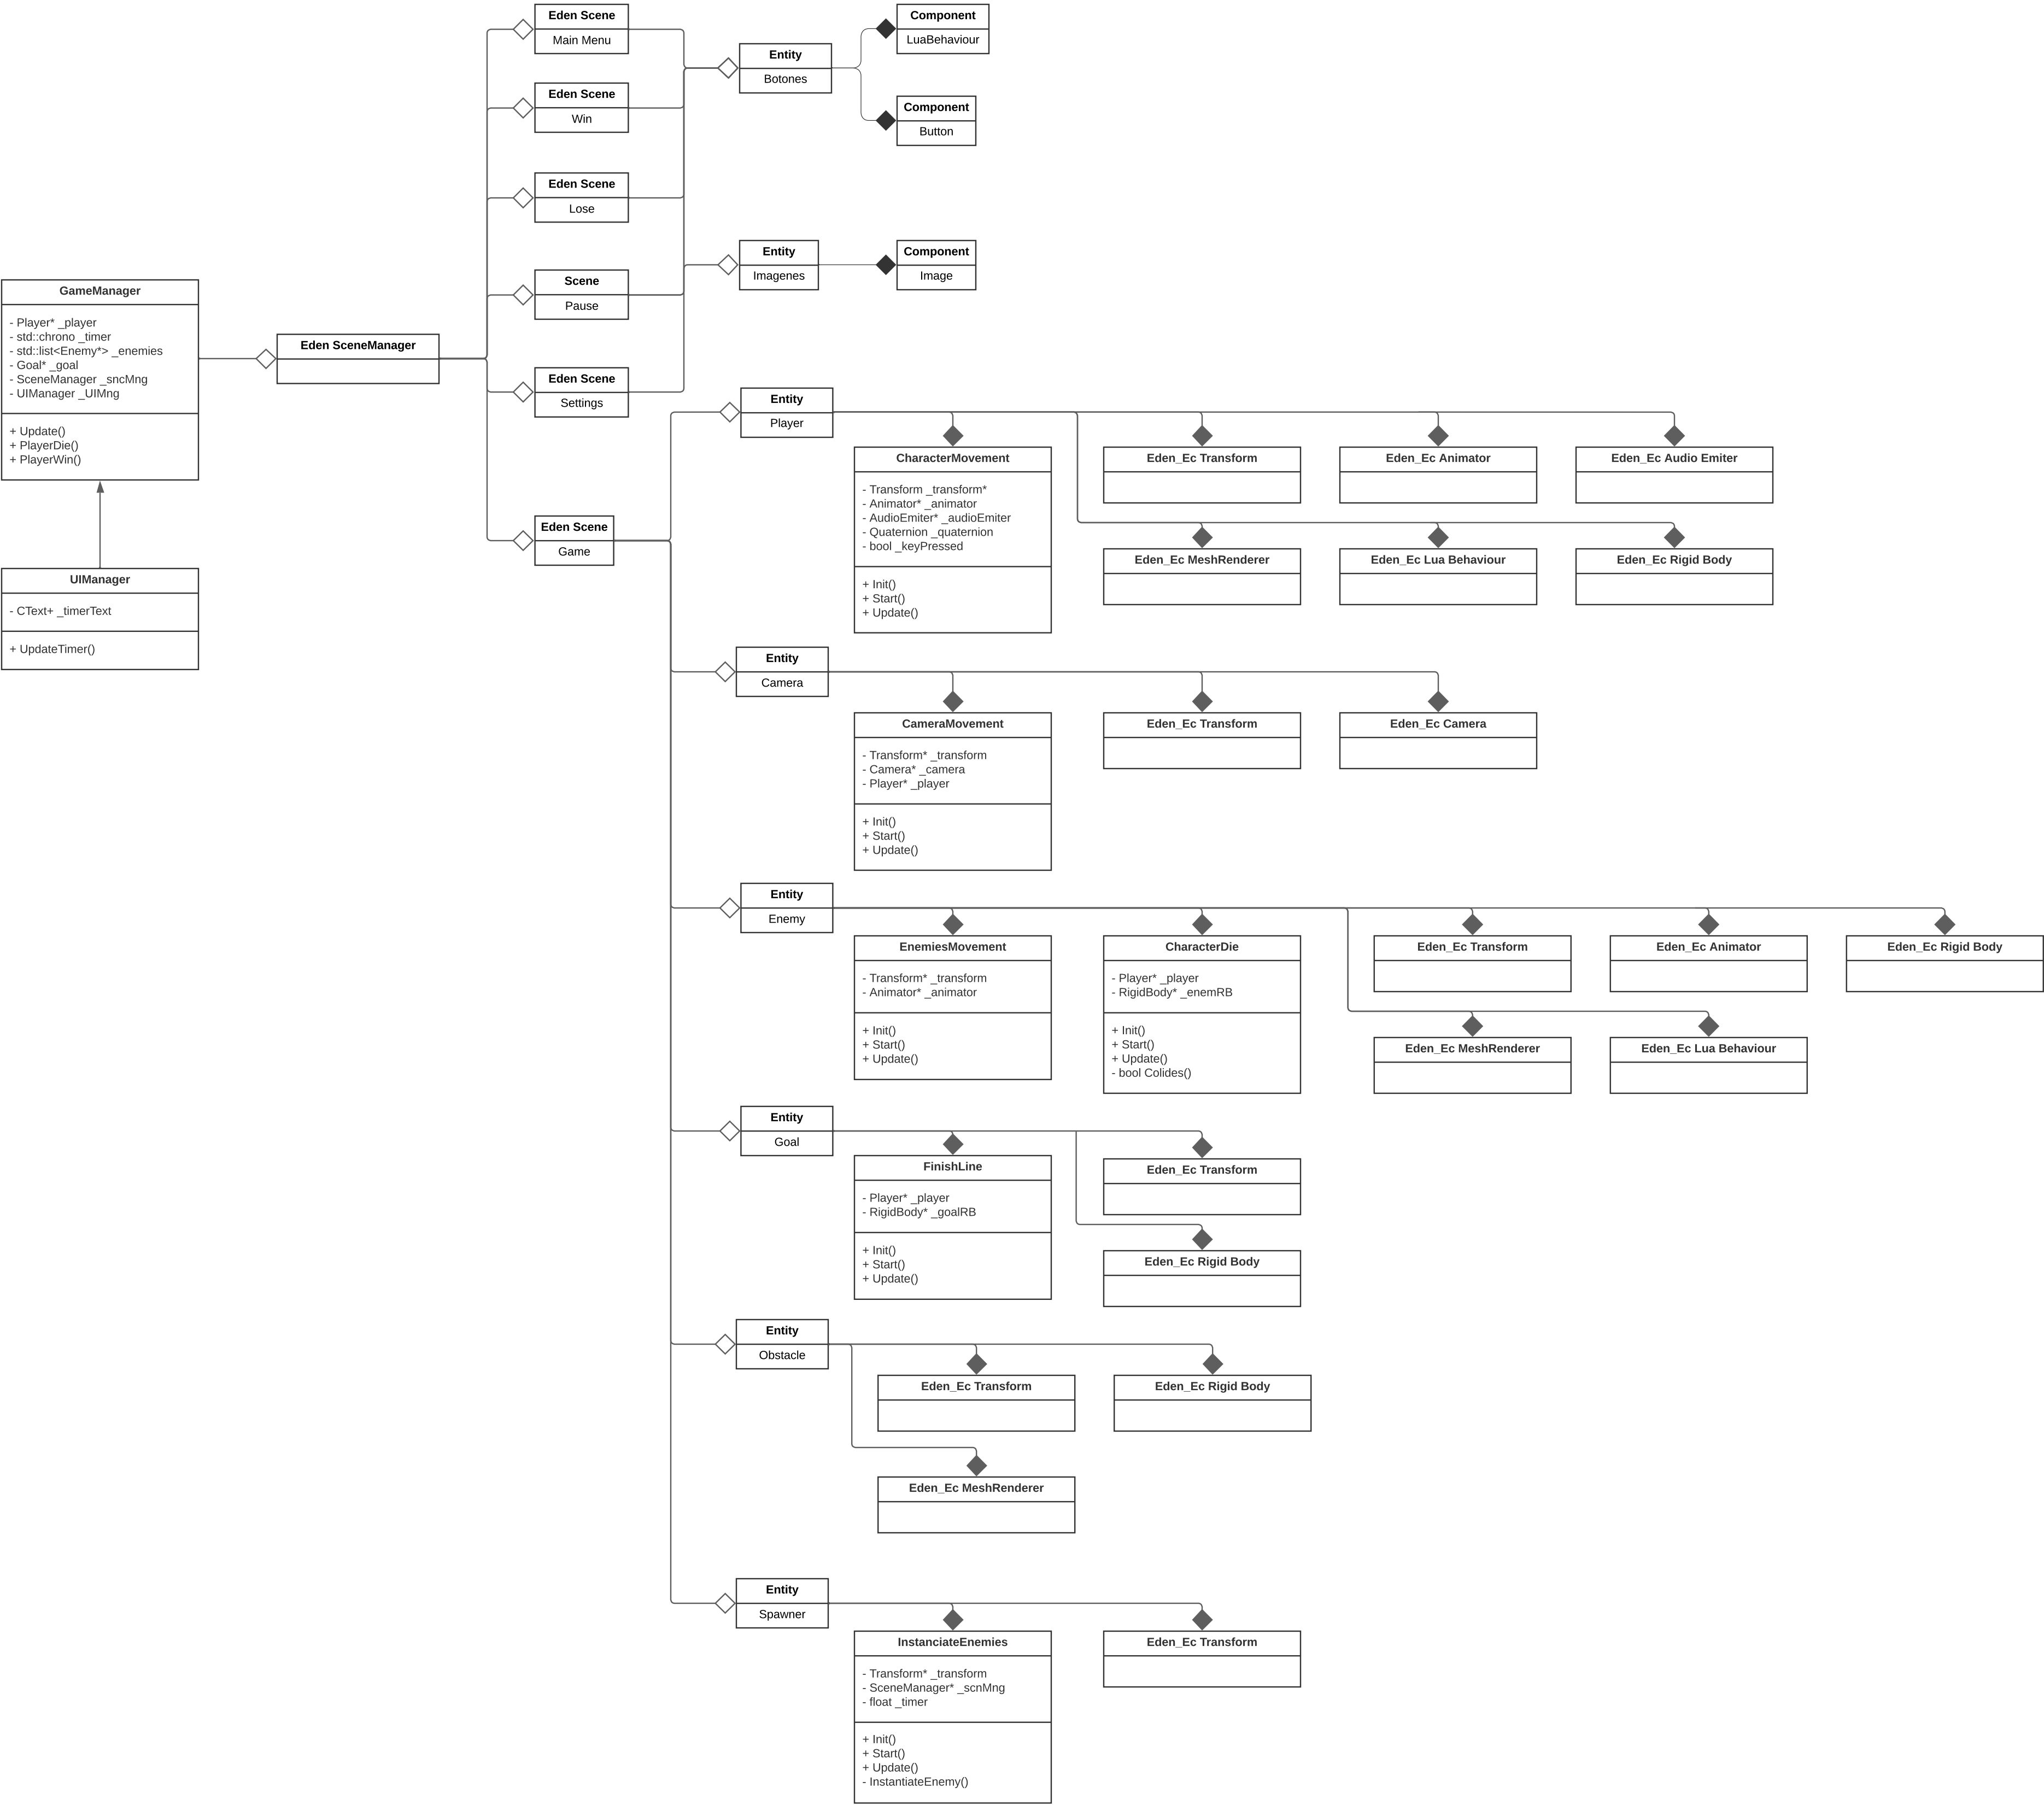 GameManager
- Player* _player
- std::chrono _timer
- std::list<Enemy*> _enemies
- Goal* _goal
- SceneManager _sncMng
- UIManager _UIMng
+ Update()
+ PlayerDie()
+ PlayerWin()
UIManager
- CText+ _timerText
+ UpdateTimer()
Eden SceneManager
Eden Scene
Main Menu
Eden Scene
Win
Eden Scene
Lose
Scene
Pause
Eden Scene
Settings
Eden Scene
Game
Entity
Botones
Component
LuaBehaviour
Component
Button
Entity
Imagenes
Component
Image
Entity
Player
CharacterMovement
- Transform _transform*
- Animator* _animator
- AudioEmiter* _audioEmiter
- Quaternion _quaternion
- bool _keyPressed
+ Init()
+ Start()
+ Update()
Eden_Ec Transform
Eden_Ec Animator
Eden_Ec Audio Emiter
Eden_Ec MeshRenderer
Eden_Ec Lua Behaviour
Eden_Ec Rigid Body
Entity
Camera
CameraMovement
- Transform* _transform
- Camera* _camera
- Player* _player
+ Init()
+ Start()
+ Update()
Eden_Ec Transform
Eden_Ec Camera
Entity
Enemy
EnemiesMovement
- Transform* _transform
- Animator* _animator
+ Init()
+ Start()
+ Update()
CharacterDie
- Player* _player
- RigidBody* _enemRB
+ Init()
+ Start()
+ Update()
- bool Colides()
Eden_Ec Transform
Eden_Ec Animator
Eden_Ec Rigid Body
Eden_Ec MeshRenderer
Eden_Ec Lua Behaviour
Entity
Goal
FinishLine
- Player* _player
- RigidBody* _goalRB
+ Init()
+ Start()
+ Update()
Eden_Ec Transform
Eden_Ec Rigid Body
Entity
Obstacle
Eden_Ec Transform
Eden_Ec Rigid Body
Eden_Ec MeshRenderer
Entity
Spawner
InstanciateEnemies
- Transform* _transform
- SceneManager* _scnMng
- float _timer
+ Init()
+ Start()
+ Update()
- InstantiateEnemy()
Eden_Ec Transform